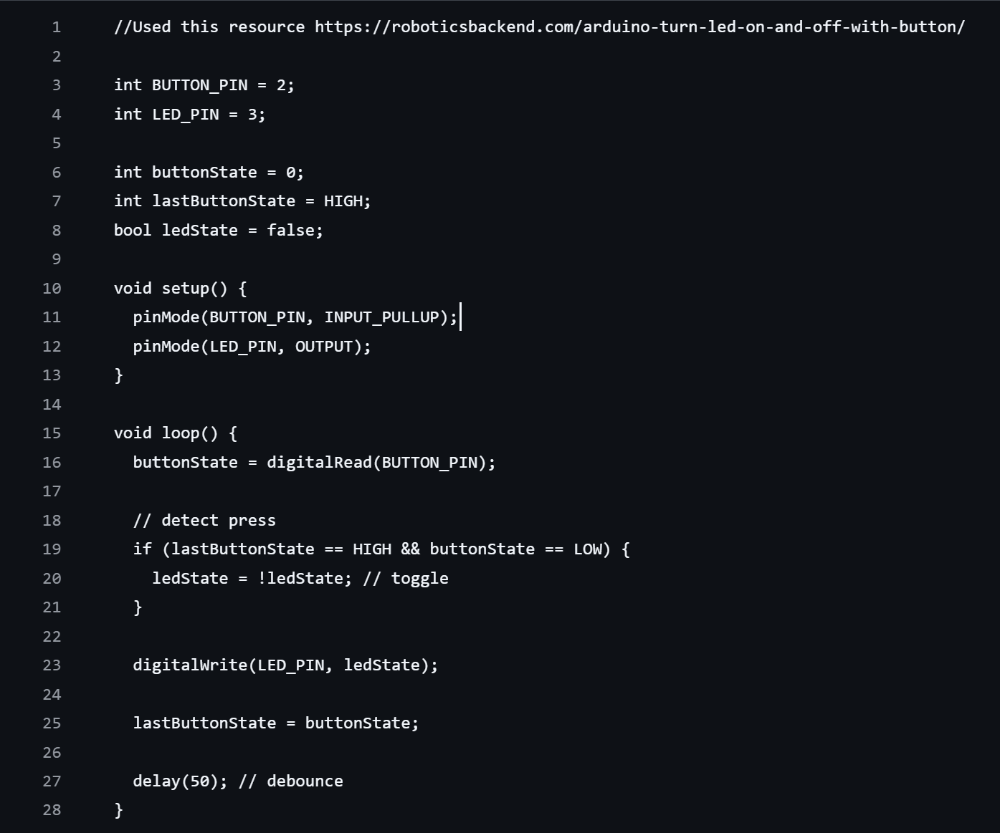 1 //Used this resource https://roboticsbackend.com/arduino-turn-led-on-and-off-with-button/
2
3 int BUTTON_PIN = 2;
4 int LED_PIN = 3;
5
6 int buttonState = 0;
7 int lastButtonState = HIGH;
8 bool ledState = false;
9
10 void setup() {
11   pinMode(BUTTON_PIN, INPUT_PULLUP);
12   pinMode(LED_PIN, OUTPUT);
13 }
14
15 void loop() {
16   buttonState = digitalRead(BUTTON_PIN);
17
18   // detect press
19   if (lastButtonState == HIGH && buttonState == LOW) {
20     ledState = !ledState; // toggle
21   }
22
23   digitalWrite(LED_PIN, ledState);
24
25   lastButtonState = buttonState;
26
27   delay(50); // debounce
28 }